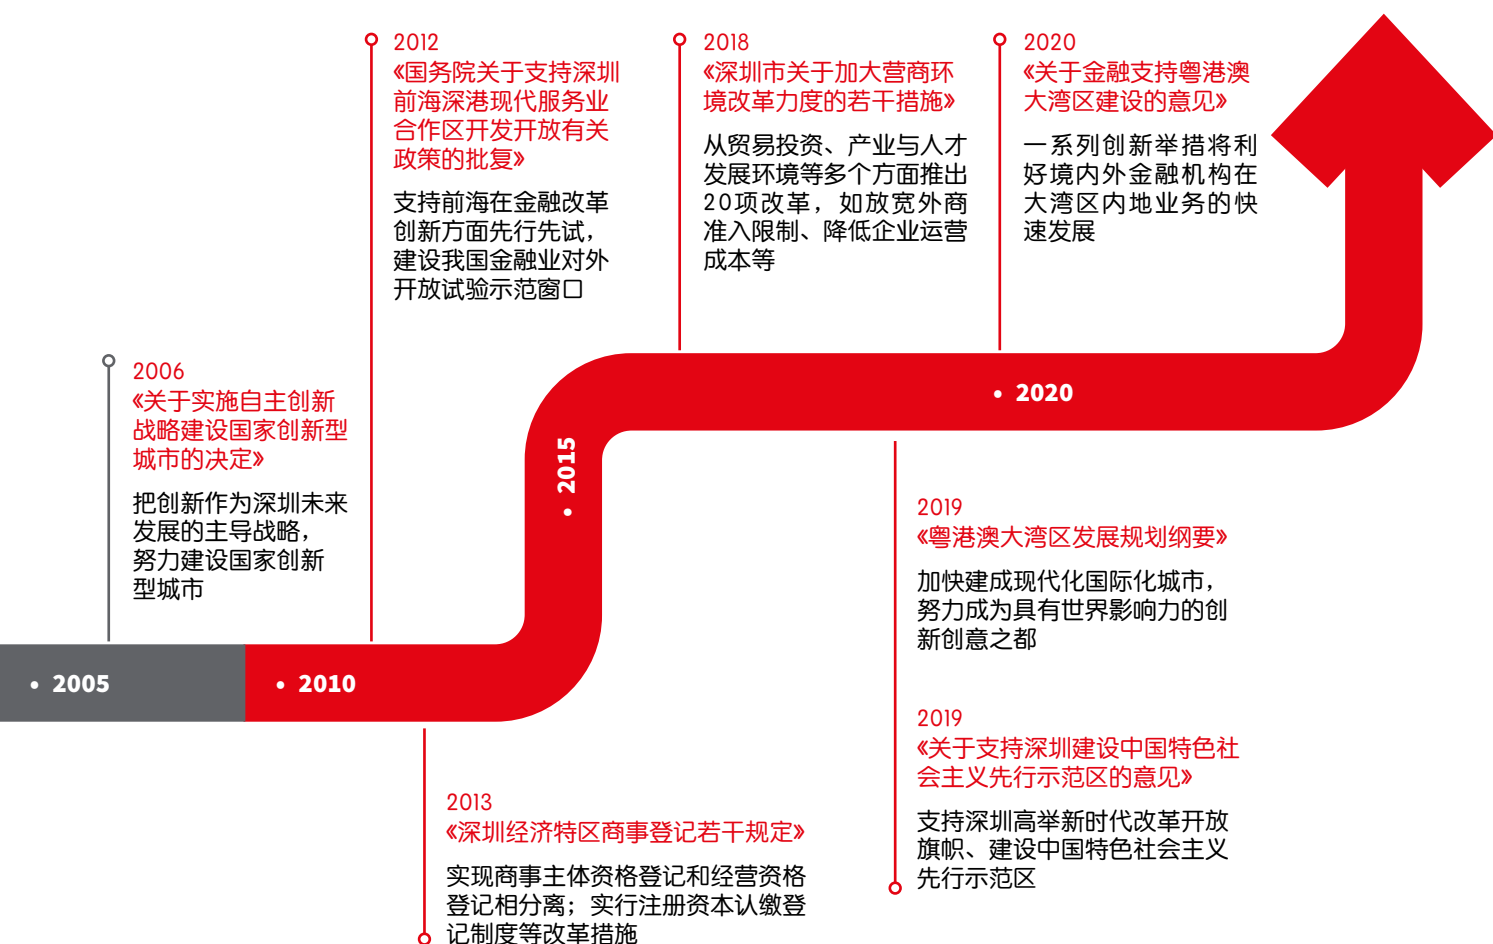 2012
《国务院关于支持深圳
前海深港现代服务业
合作区开发开放有关
政策的批复》
支持前海在金融改革
创新方面先行先试，
建设我国金融业对外
开放试验示范窗口
2018
《深圳市关于加大营商环
境改革力度的若干措施》
从贸易投资、产业与人才
发展环境等多个方面推出
20项改革，如放宽外商
准入限制、降低企业运营
成本等
2020
《关于金融支持粤港澳
大湾区建设的意见》
一系列创新举措将利
好境内外金融机构在
大湾区内地业务的快
速发展
2006
《关于实施自主创新
战略建设国家创新型
城市的决定》
把创新作为深圳未来
发展的主导战略，
努力建设国家创新
型城市
• 2005
• 2010
• 2015
• 2020
2013
《深圳经济特区商事登记若干规定》
实现商事主体资格登记和经营资格
登记相分离；实行注册资本认缴登
记制度等改革措施
2019
《粤港澳大湾区发展规划纲要》
加快建成现代化国际化城市，
努力成为具有世界影响力的创
新创意之都
2019
《关于支持深圳建设中国特色社
会主义先行示范区的意见》
支持深圳高举新时代改革开放
旗帜、建设中国特色社会主义
先行示范区